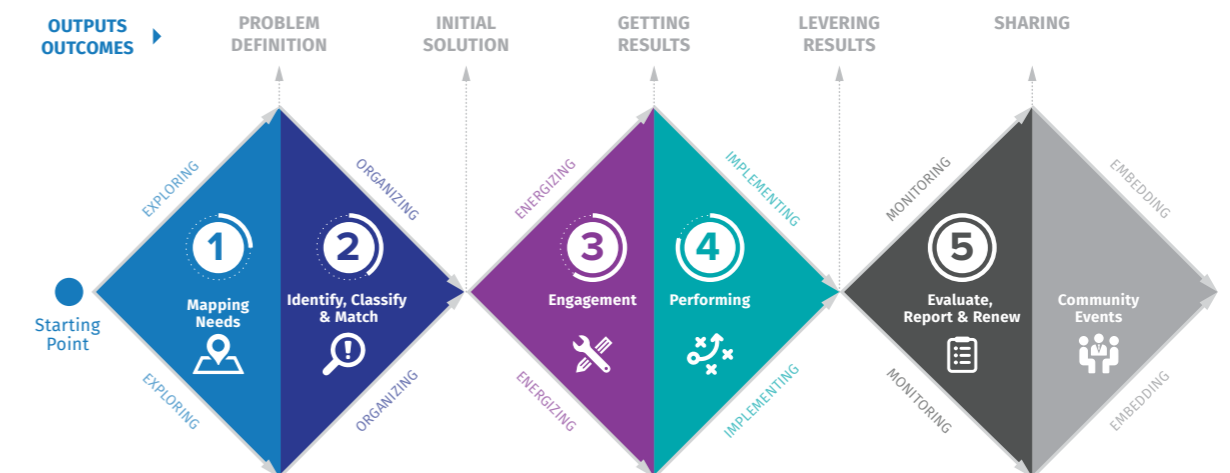 OUTPUTS
OUTCOMES
PROBLEM
DEFINITION
INITIAL
SOLUTION
GETTING
RESULTS
LEVERING
RESULTS
SHARING
EXPLORING
ORGANIZING
ENERGIZING
IMPLEMENTING
MONITORING
EMBEDDING
Starting
Point
1
Mapping
Needs
2
Identify, Classify
& Match
3
Engagement
4
Performing
5
Evaluate,
Report & Renew
Community
Events
EXPLORING
ORGANIZING
ENERGIZING
IMPLEMENTING
MONITORING
EMBEDDING